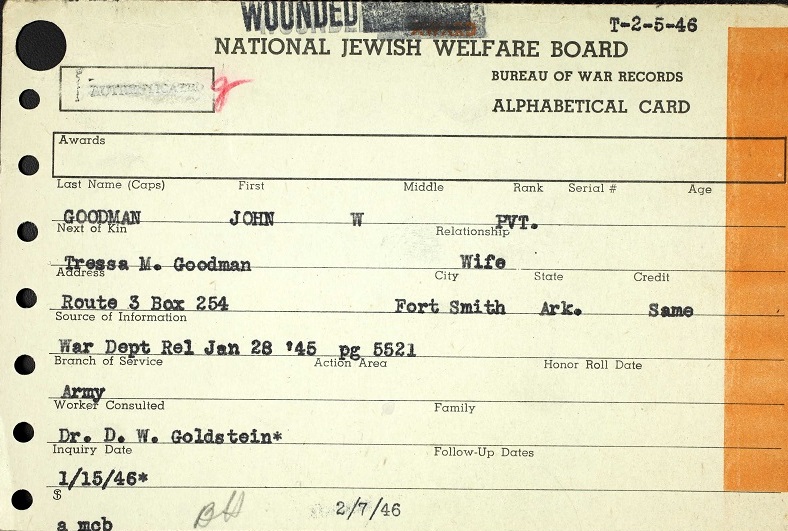 WOUNDED
T-2-5-46
NATIONAL JEWISH WELFARE BOARD
BUREAU OF WAR RECORDS
AUTHENTICATED
ALPHABETICAL CARD
Awards
Last Name (Caps) First Middle Rank Serial # Age
GOODMAN JOHN W PVT.
Next of Kin Relationship
Tressa M. Goodman Wife
Address City State Credit
Route 3 Box 254 Fort Smith Ark. Same
Source of Information
War Dept Rel Jan 28 '45 pg 5521
Branch of Service Action Area Honor Roll Date
Army
Worker Consulted Family
Dr. D. W. Goldstein*
Inquiry Date Follow-Up Dates
1/15/46*
$
2/7/46
a mcb